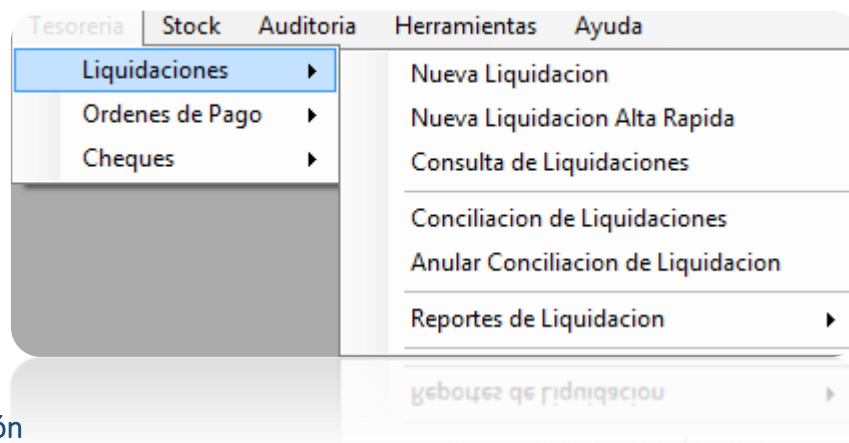 Tesoreria Stock Auditoria Herramientas Ayuda
Liquidaciones
Ordenes de Pago
Cheques
Nueva Liquidacion
Nueva Liquidacion Alta Rapida
Consulta de Liquidaciones
Conciliacion de Liquidaciones
Anular Conciliacion de Liquidacion
Reportes de Liquidacion
Reportes de Liquidacion
ón